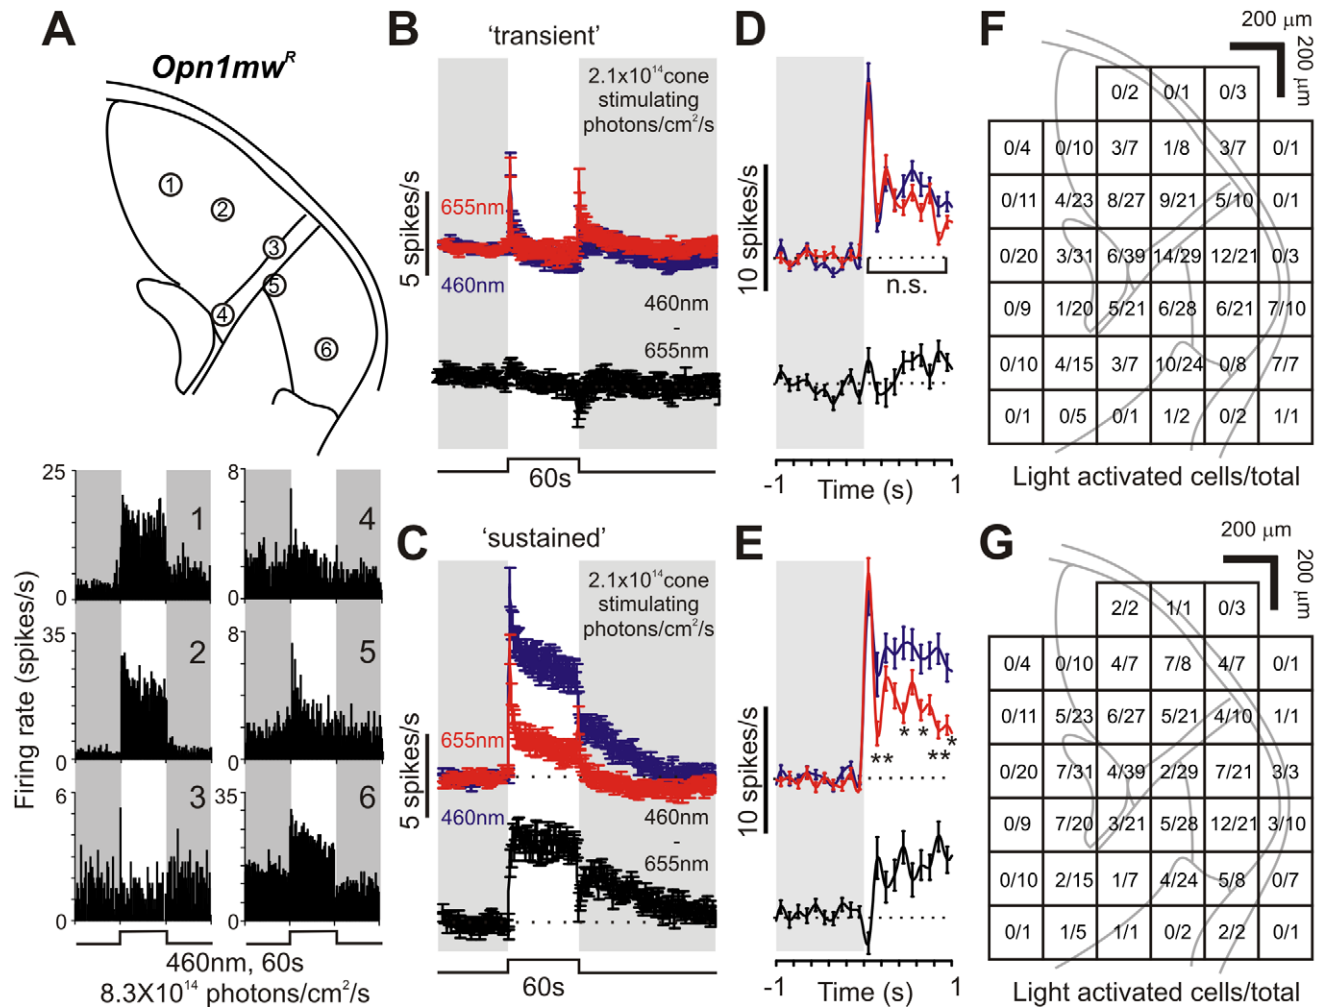 A
Opn1mw^R
1
2
3
4
5
6
25
0
1
8
0
4
35
0
2
8
0
5
6
0
3
35
0
6
Firing rate (spikes/s)
460nm, 60s
8.3X10^14 photons/cm^2/s
B
'transient'
2.1x10^14 cone
stimulating
photons/cm^2/s
5 spikes/s
655nm
460nm
460nm
-
655nm
60s
C
'sustained'
2.1x10^14 cone
stimulating
photons/cm^2/s
5 spikes/s
655nm
460nm
460nm
-
655nm
60s
D
10 spikes/s
n.s.
-1 Time (s) 1
E
10 spikes/s
** * * ** *
-1 Time (s) 1
F
200 µm
200 µm
0/2 0/1 0/3
0/4 0/10 3/7 1/8 3/7 0/1
0/11 4/23 8/27 9/21 5/10 0/1
0/20 3/31 6/39 14/29 12/21 0/3
0/9 1/20 5/21 6/28 6/21 7/10
0/10 4/15 3/7 10/24 0/8 7/7
0/1 0/5 0/1 1/2 0/2 1/1
Light activated cells/total
G
200 µm
200 µm
2/2 1/1 0/3
0/4 0/10 4/7 7/8 4/7 0/1
0/11 5/23 6/27 5/21 4/10 1/1
0/20 7/31 4/39 2/29 7/21 3/3
0/9 7/20 3/21 5/28 12/21 3/10
0/10 2/15 1/7 4/24 5/8 0/7
0/1 1/5 1/1 0/2 2/2 0/1
Light activated cells/total